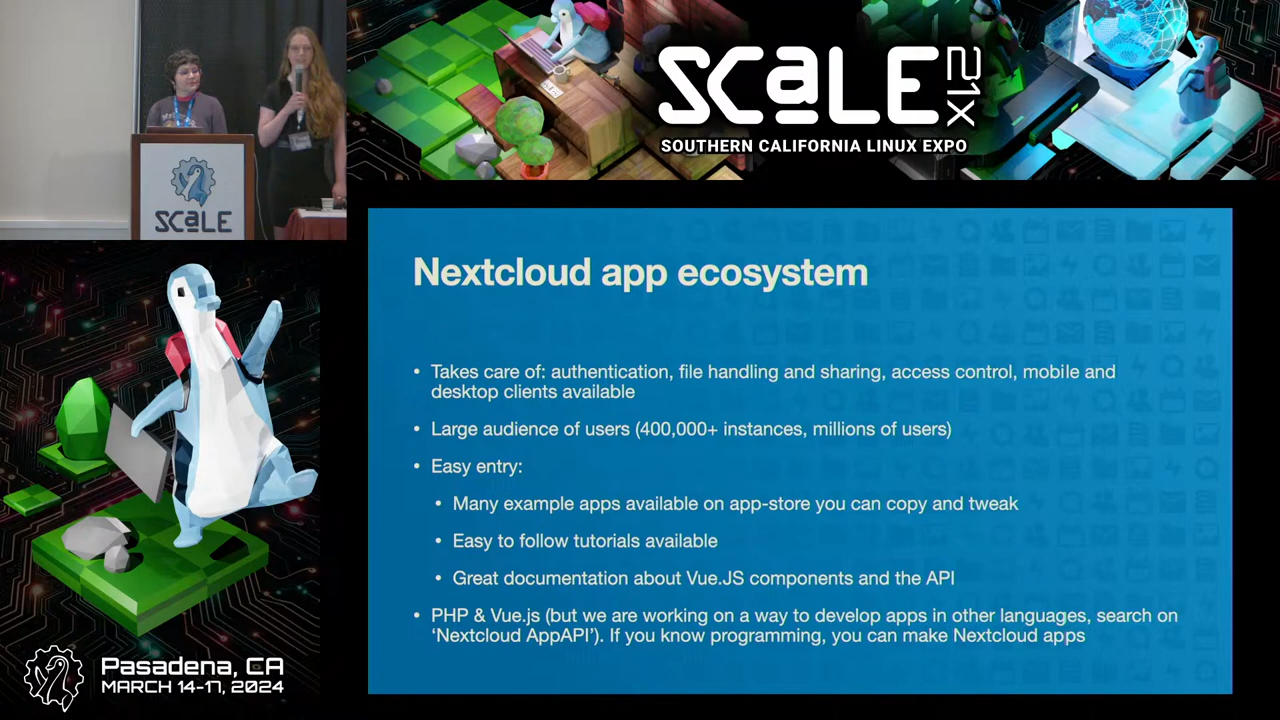 SCaLE 21X
SOUTHERN CALIFORNIA LINUX EXPO
SCaLE
Nextcloud app ecosystem
• Takes care of: authentication, file handling and sharing, access control, mobile and
desktop clients available
• Large audience of users (400,000+ instances, millions of users)
• Easy entry:
• Many example apps available on app-store you can copy and tweak
• Easy to follow tutorials available
• Great documentation about Vue.JS components and the API
• PHP & Vue.js (but we are working on a way to develop apps in other languages, search on
‘Nextcloud AppAPI’). If you know programming, you can make Nextcloud apps
Pasadena, CA
MARCH 14-17, 2024